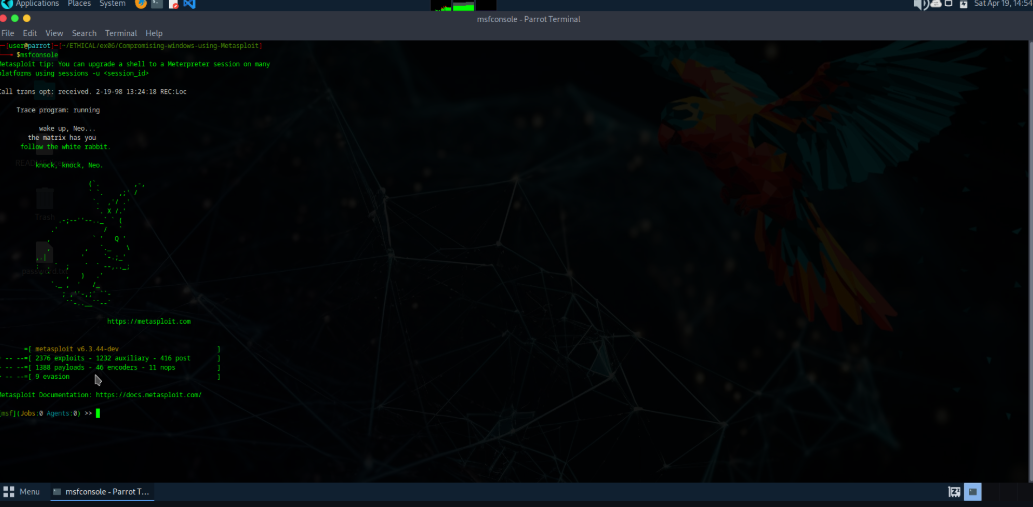 Applications Places System
Sat Apr 19, 14:54
msfconsole - Parrot Terminal
File Edit View Search Terminal Help
[user@parrot]-[~/ETHICAL/ex06/Compromising-windows-using-Metasploit]
$msfconsole
Metasploit tip: You can upgrade a shell to a Meterpreter session on many
platforms using sessions -u <session_id>
Call trans opt: received. 2-19-98 13:24:18 REC:Loc
Trace program: running
wake up, Neo...
the matrix has you
follow the white rabbit.
knock, knock, Neo.
https://metasploit.com
=[ metasploit v6.3.44-dev ]
-- --=[ 2376 exploits - 1232 auxiliary - 416 post ]
-- --=[ 1388 payloads - 46 encoders - 11 nops ]
-- --=[ 9 evasion ]
Metasploit Documentation: https://docs.metasploit.com/
[msf](Jobs:0 Agents:0) >>
Menu
msfconsole - Parrot T...